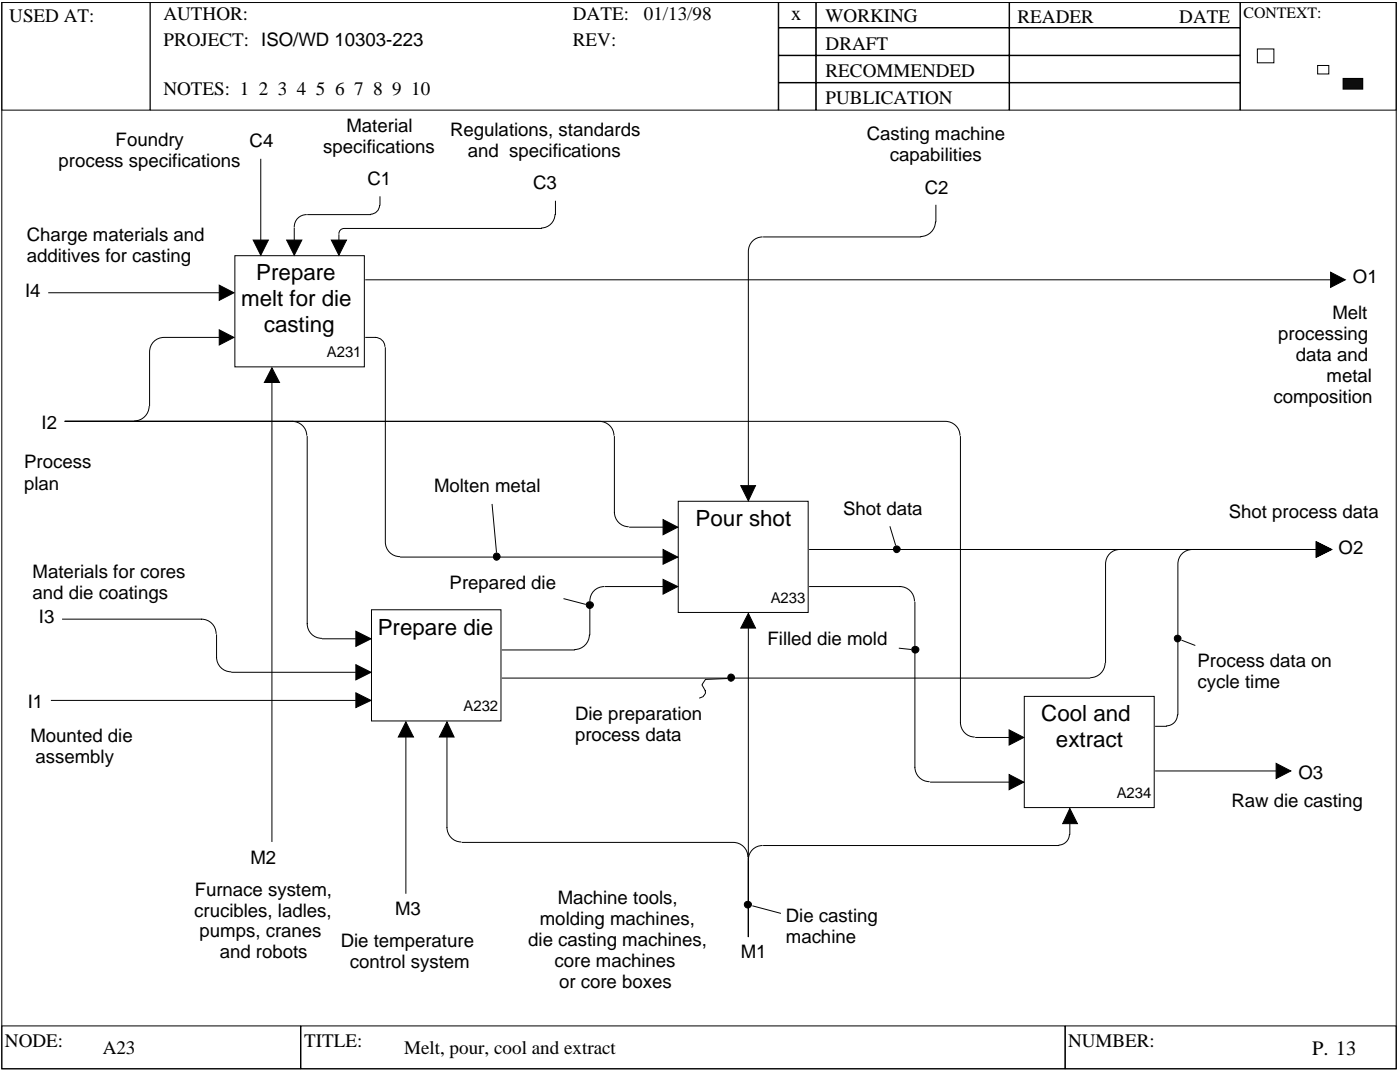 USED AT:
AUTHOR:
DATE: 01/13/98
PROJECT: ISO/WD 10303-223
REV:
NOTES: 1 2 3 4 5 6 7 8 9 10
x WORKING
DRAFT
RECOMMENDED
PUBLICATION
READER DATE
CONTEXT:
Foundry
process specifications
C4
Material
specifications
C1
Regulations, standards
and specifications
C3
Casting machine
capabilities
C2
Charge materials and
additives for casting
I4
Prepare
melt for die
casting
A231
O1
Melt
processing
data and
metal
composition
I2
Process
plan
Molten metal
Pour shot
A233
Shot data
Shot process data
O2
Materials for cores
and die coatings
I3
Prepared die
Prepare die
A232
Filled die mold
Process data on
cycle time
I1
Mounted die
assembly
Die preparation
process data
Cool and
extract
A234
O3
Raw die casting
M2
Furnace system,
crucibles, ladles,
pumps, cranes
and robots
M3
Die temperature
control system
Machine tools,
molding machines,
die casting machines,
core machines
or core boxes
Die casting
machine
M1
NODE: A23
TITLE: Melt, pour, cool and extract
NUMBER: P. 13